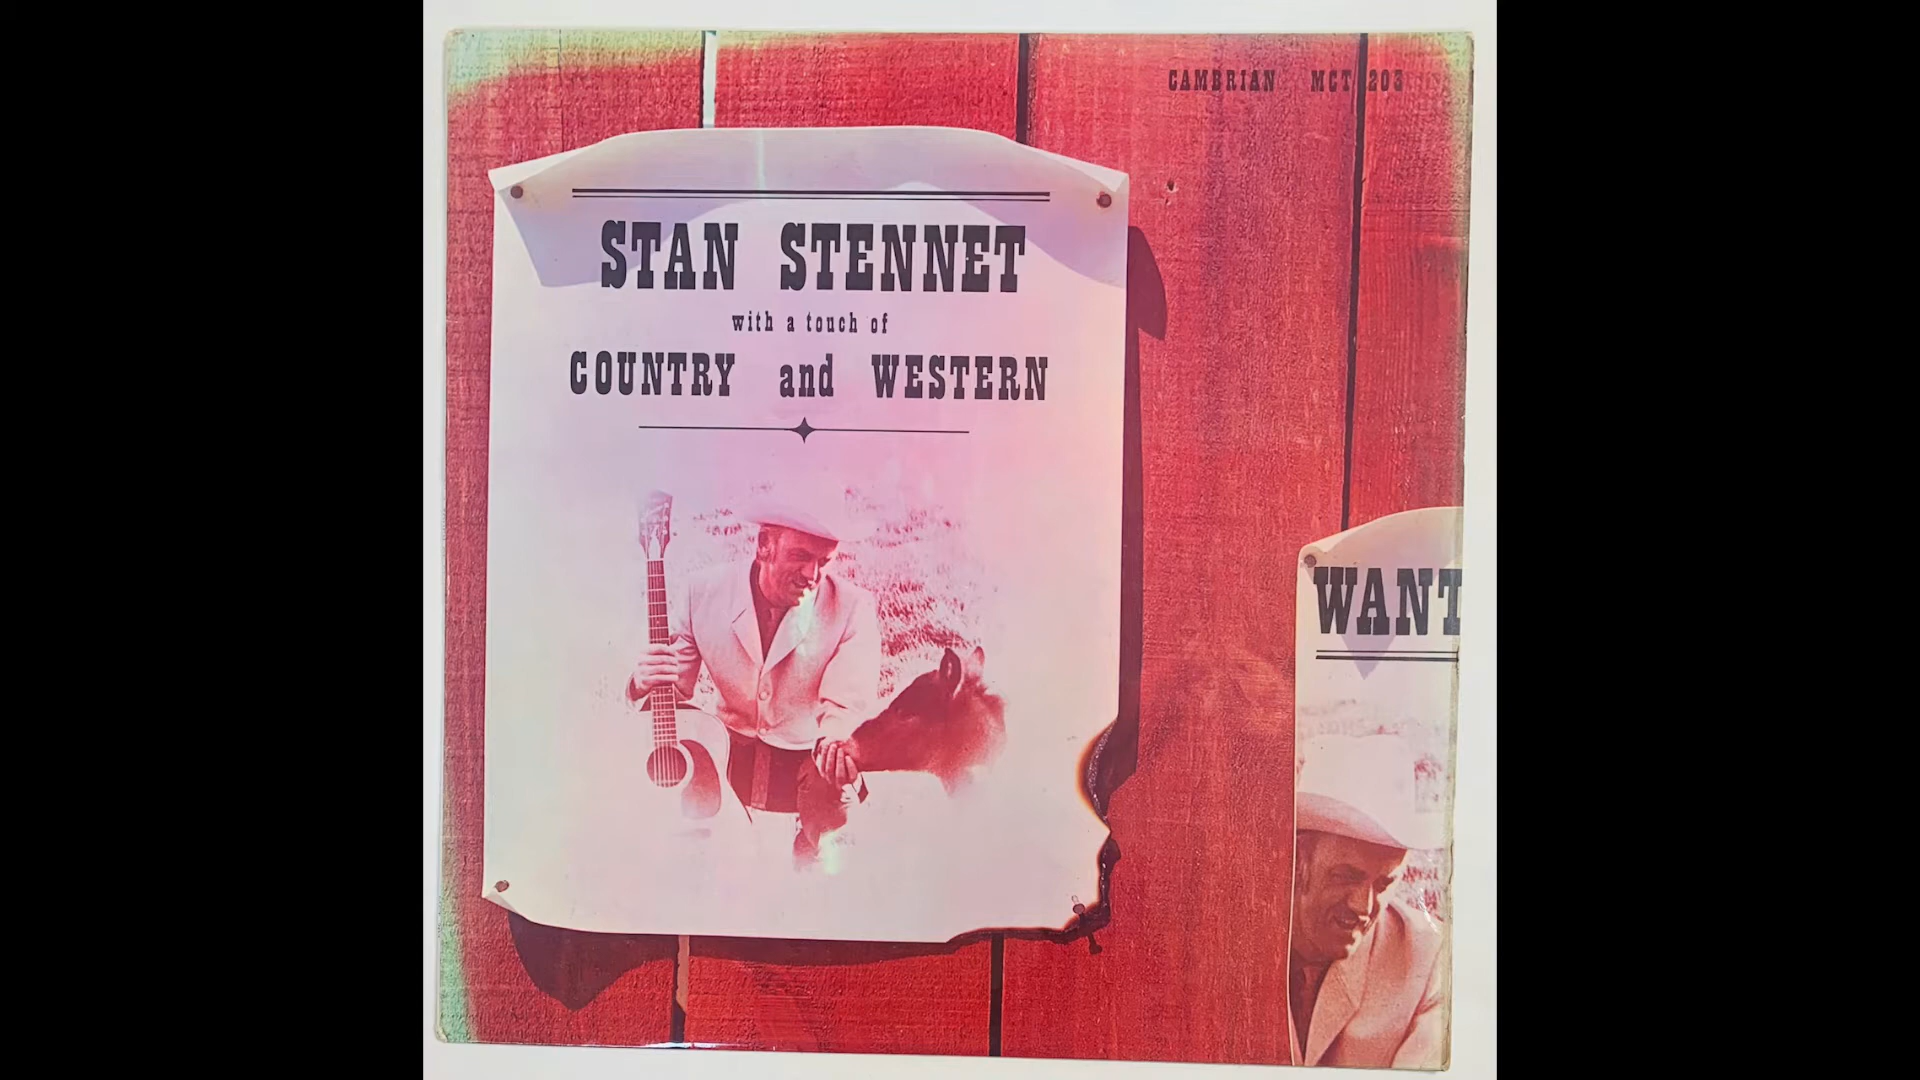 CAMBRIAN MCT 203
STAN STENNET
with a touch of
COUNTRY and WESTERN
WANT